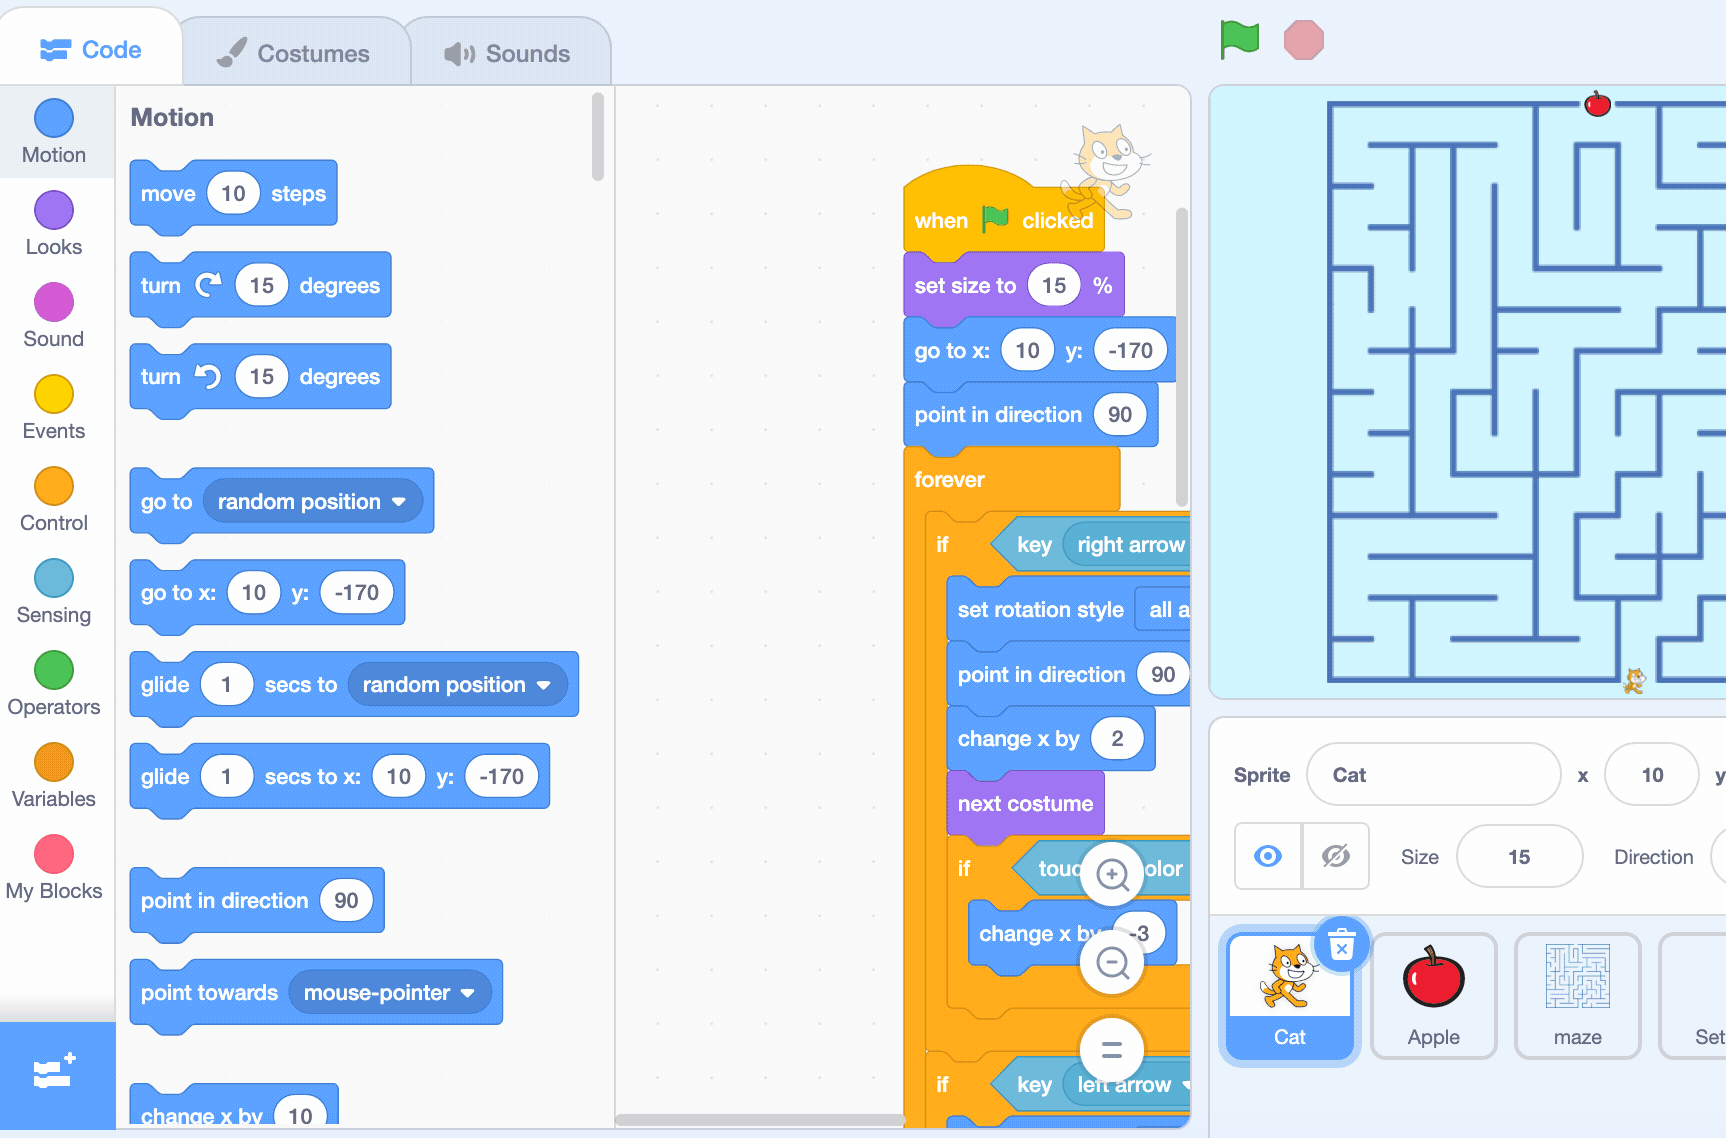 Code
Costumes
Sounds
Motion
Looks
Sound
Events
Control
Sensing
Operators
Variables
My Blocks
Motion
move 10 steps
turn 15 degrees
turn 15 degrees
go to random position
go to x: 10 y: -170
glide 1 secs to random position
glide 1 secs to x: 10 y: -170
point in direction 90
point towards mouse-pointer
change x by 10
when clicked
set size to 15 %
go to x: 10 y: -170
point in direction 90
forever
if key right arrow
set rotation style all a
point in direction 90
change x by 2
next costume
if touc olor
change x by -3
if key left arrow
Sprite Cat x 10 y
Size 15 Direction
Cat
Apple
maze
Set